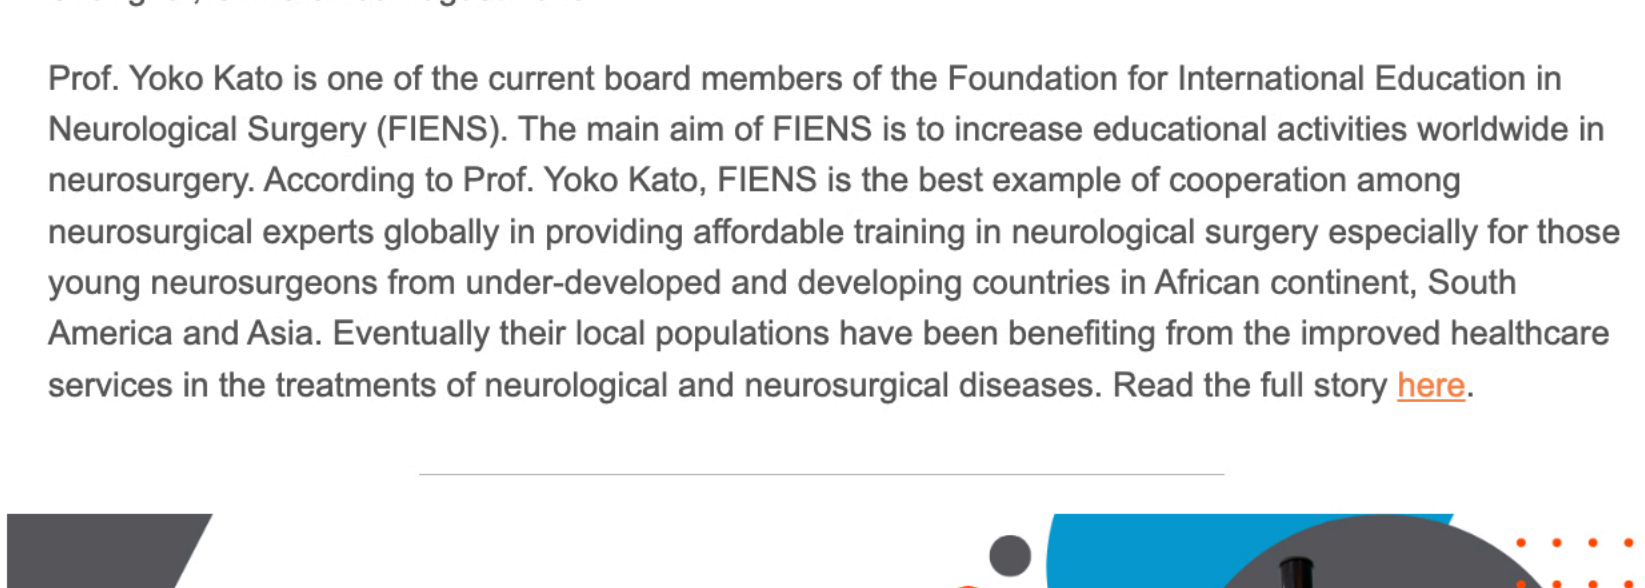 Prof. Yoko Kato is one of the current board members of the Foundation for International Education in
Neurological Surgery (FIENS). The main aim of FIENS is to increase educational activities worldwide in
neurosurgery. According to Prof. Yoko Kato, FIENS is the best example of cooperation among
neurosurgical experts globally in providing affordable training in neurological surgery especially for those
young neurosurgeons from under-developed and developing countries in African continent, South
America and Asia. Eventually their local populations have been benefiting from the improved healthcare
services in the treatments of neurological and neurosurgical diseases. Read the full story here.